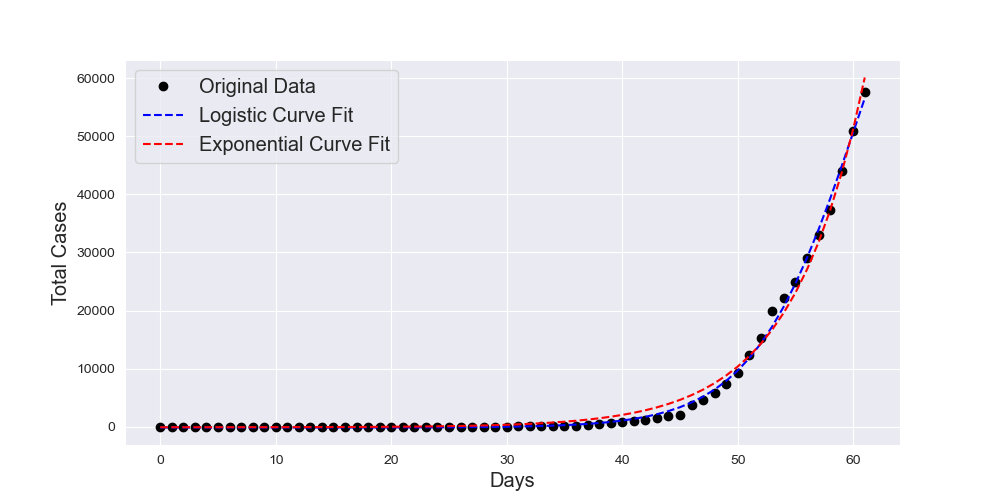 Original Data
Logistic Curve Fit
Exponential Curve Fit
60000
50000
40000
30000
20000
10000
0
Total Cases
0 10 20 30 40 50 60
Days